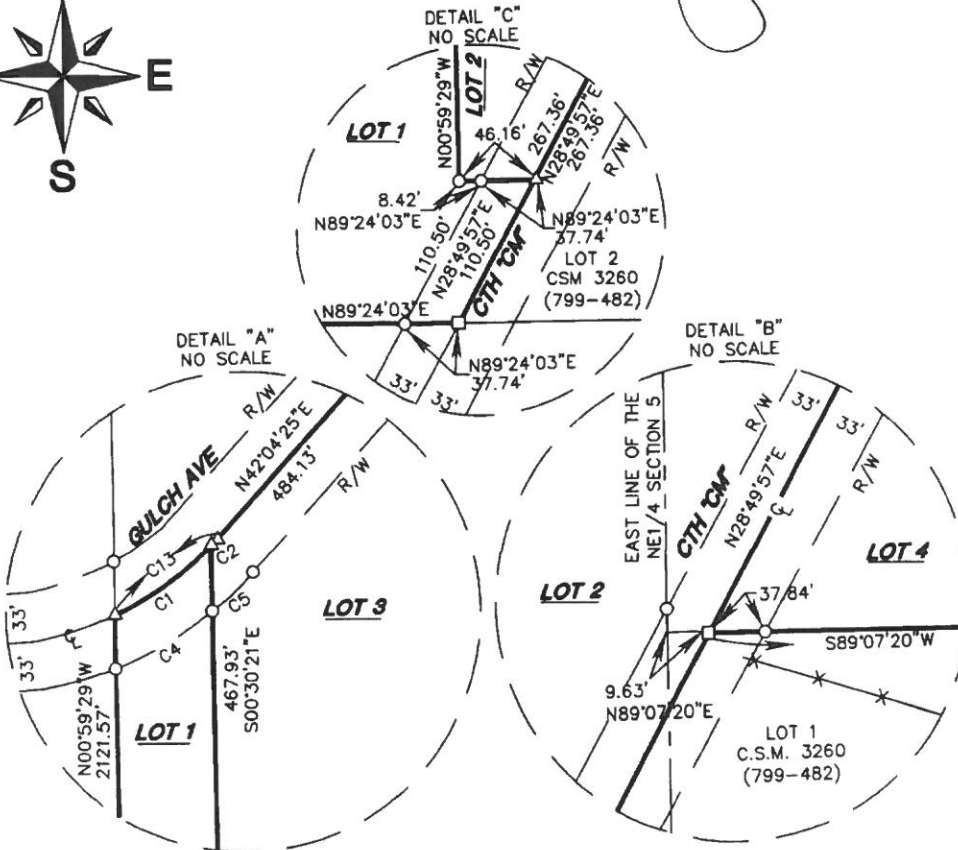 E
S
DETAIL "C"
NO SCALE
LOT 1
N00°59'29"W
LOT 2
R/W
46.16'
267.36'
N28°49'57"E
267.36'
R/W
8.42'
N89°24'03"E
110.50'
N28°49'57"E
110.50'
CTH "CM"
N89°24'03"E
37.74'
LOT 2
CSM 3260
(799-482)
N89°24'03"E
N89°24'03"E
37.74'
33'
33'
DETAIL "A"
NO SCALE
GULCH AVE
R/W
N42°04'25"E
484.13'
R/W
C13
C2
C1
C5
C4
33'
33'
℄
LOT 3
N00°59'29"W
2121.57'
LOT 1
467.93'
S00°30'21"E
DETAIL "B"
NO SCALE
EAST LINE OF THE
NE1/4 SECTION 5
CTH "CM"
R/W
33'
33'
N28°49'57"E
℄
R/W
LOT 4
LOT 2
37.84'
S89°07'20"W
9.63'
N89°07'20"E
LOT 1
C.S.M. 3260
(799-482)